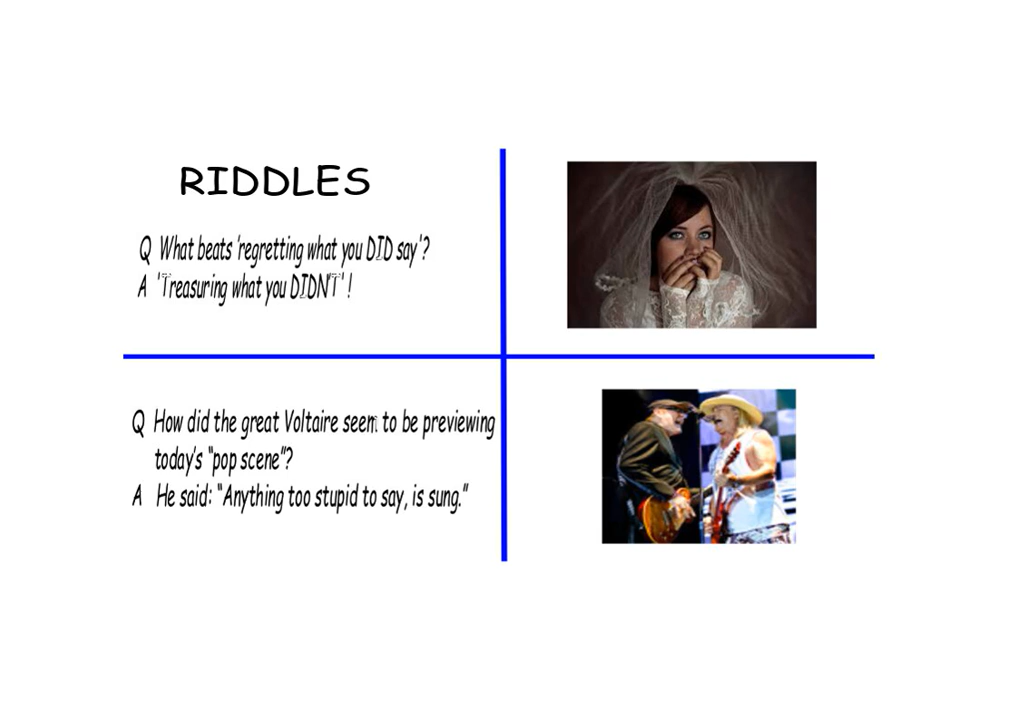 RIDDLES
Q What beats 'regretting what you DID say'?
A 'Treasuring what you DIDN'T' !
Q How did the great Voltaire seem to be previewing
today's "pop scene"?
A He said: "Anything too stupid to say, is sung."